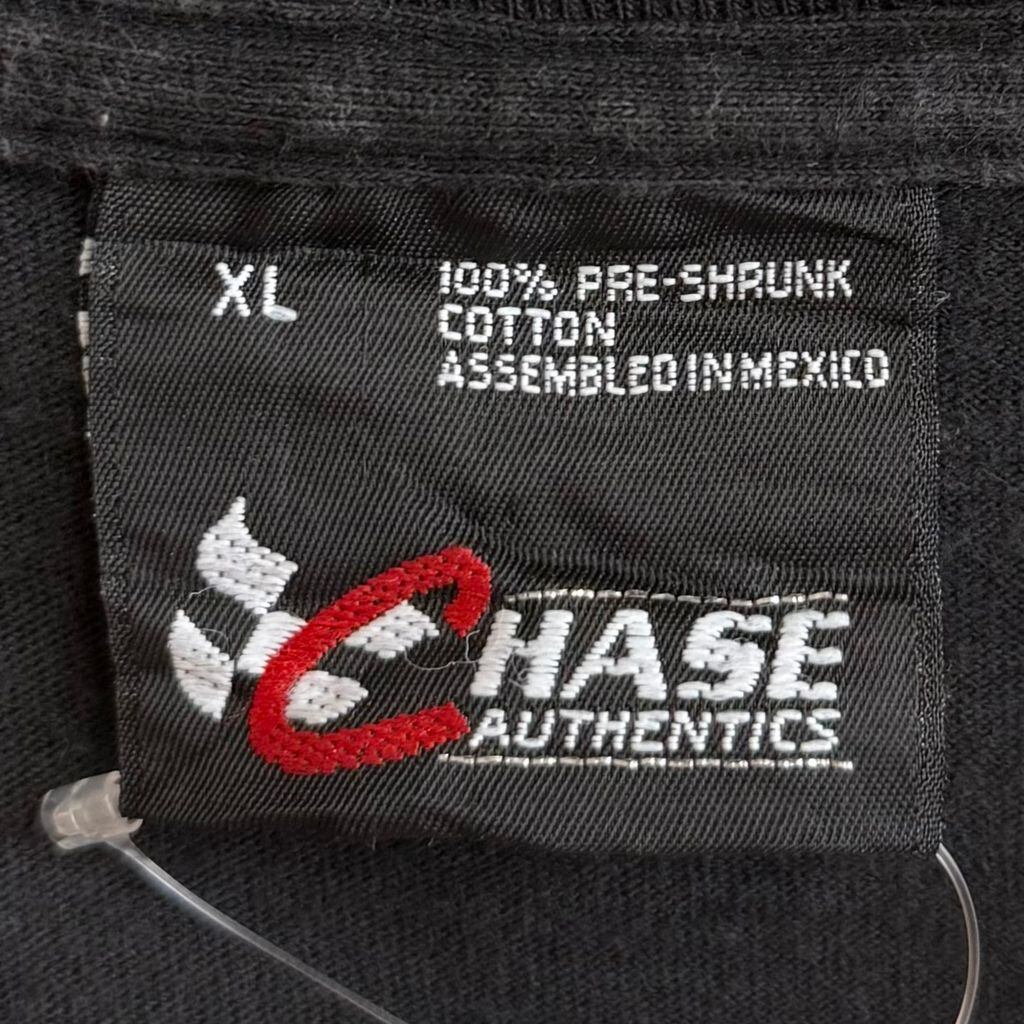 XL
100% PRE-SHRUNK
COTTON
ASSEMBLED IN MEXICO
CHASE
AUTHENTICS